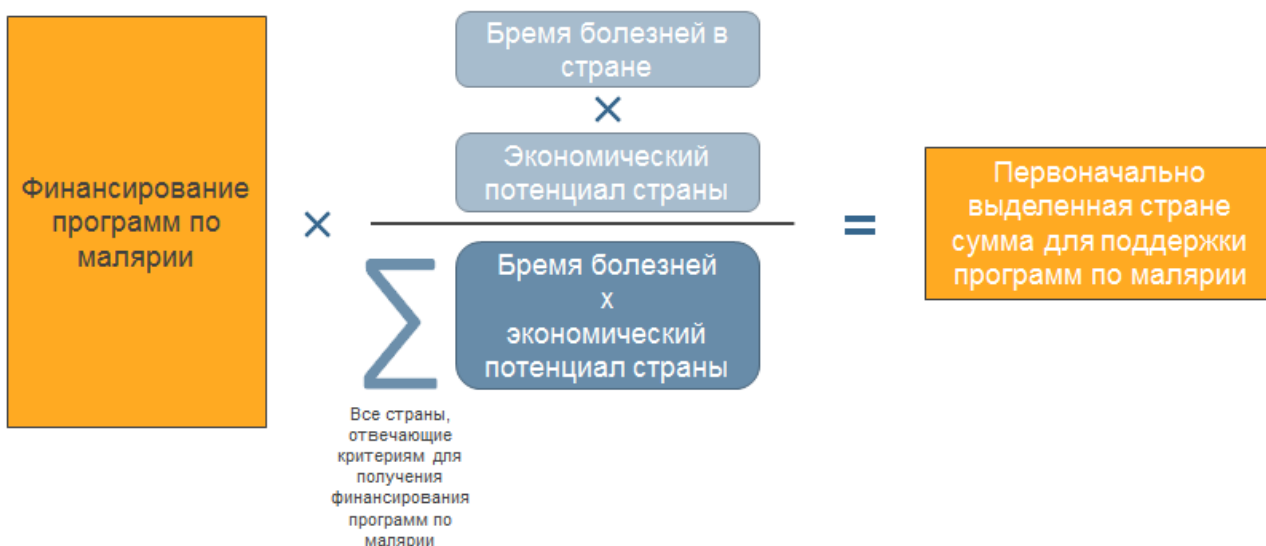 Финансирование
программ по
малярии
×
Бремя болезней в
стране
×
Экономический
потенциал страны
∑
Бремя болезней
х
экономический
потенциал страны
Все страны,
отвечающие
критериям для
получения
финансирования
программ по
малярии
=
Первоначально
выделенная стране
сумма для поддержки
программ по малярии